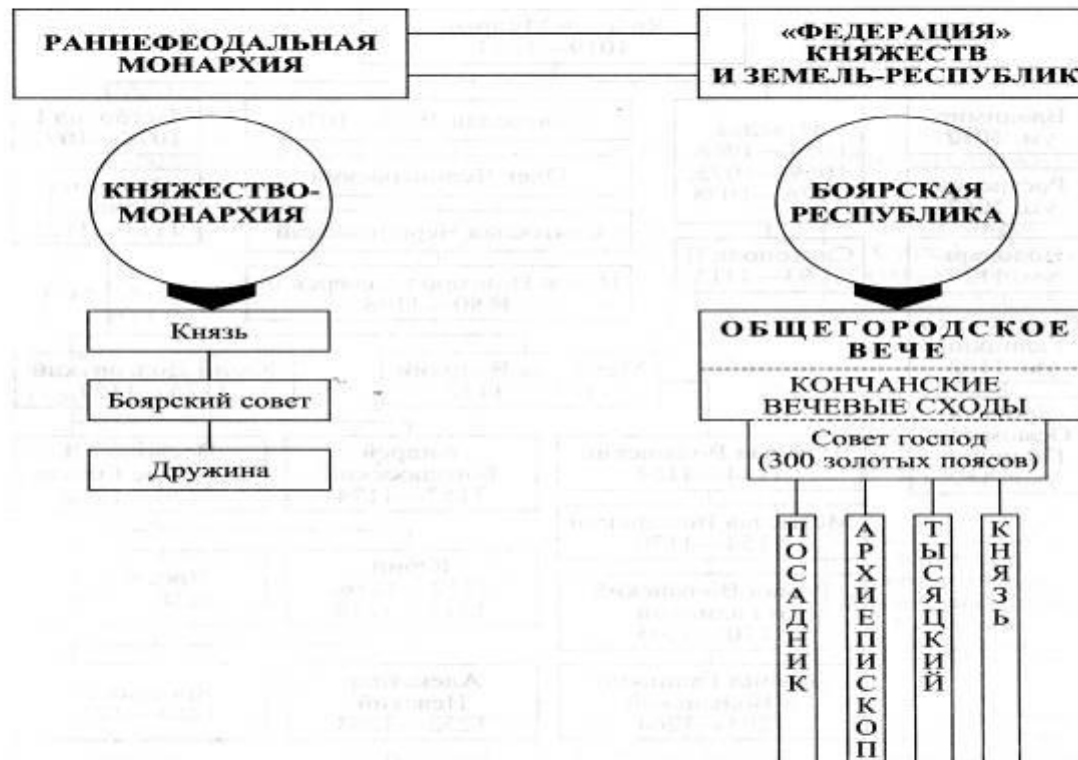 РАННЕФЕОДАЛЬНАЯ
МОНАРХИЯ
«ФЕДЕРАЦИЯ»
КНЯЖЕСТВ
И ЗЕМЕЛЬ-РЕСПУБЛИК
КНЯЖЕСТВО-
МОНАРХИЯ
БОЯРСКАЯ
РЕСПУБЛИКА
Князь
Боярский совет
Дружина
ОБЩЕГОРОДСКОЕ
ВЕЧЕ
КОНЧАНСКИЕ
ВЕЧЕВЫЕ СХОДЫ
Совет господ
(300 золотых поясов)
ПОСАДНИК
АРХИЕПИСКОП
ТЫСЯЦКИЙ
КНЯЗЬ